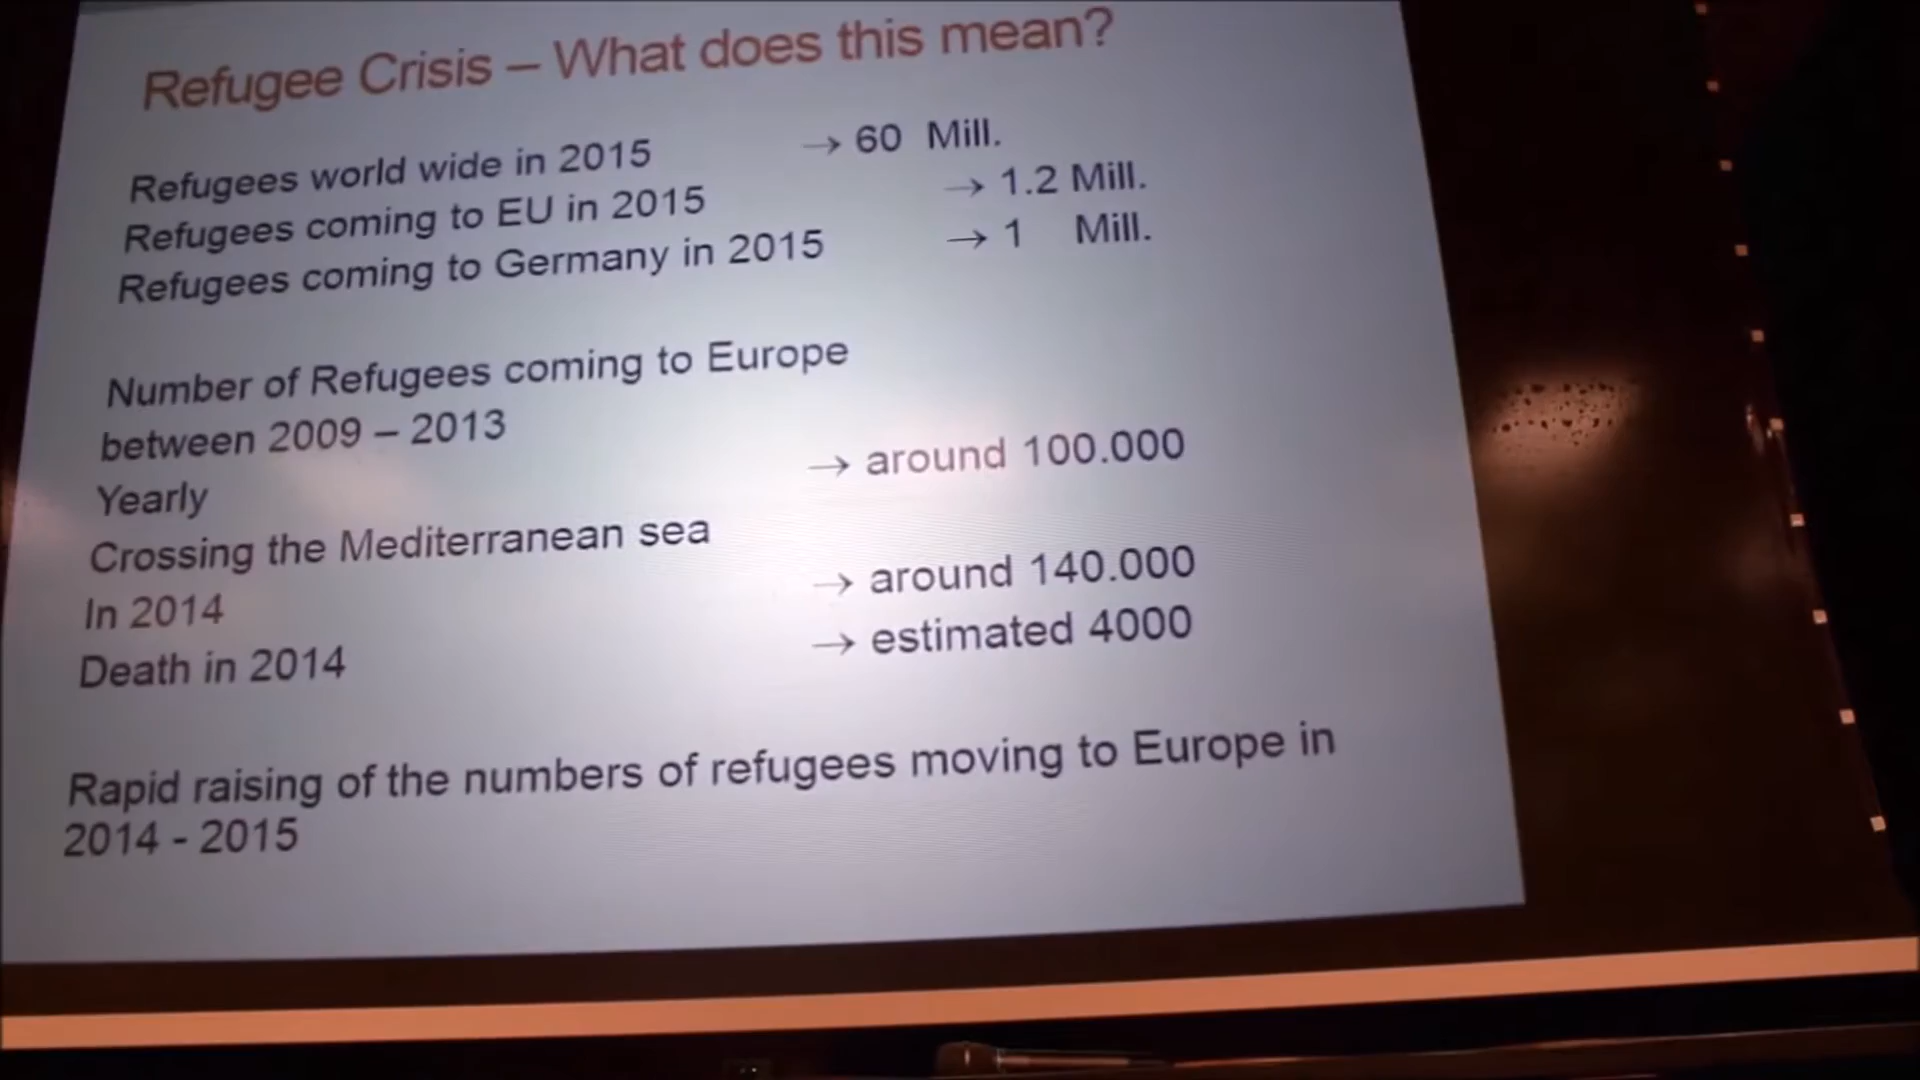 Refugee Crisis – What does this mean?
Refugees world wide in 2015 → 60 Mill.
Refugees coming to EU in 2015 → 1.2 Mill.
Refugees coming to Germany in 2015 → 1 Mill.
Number of Refugees coming to Europe
between 2009 – 2013
Yearly → around 100.000
Crossing the Mediterranean sea
In 2014 → around 140.000
Death in 2014 → estimated 4000
Rapid raising of the numbers of refugees moving to Europe in
2014 - 2015